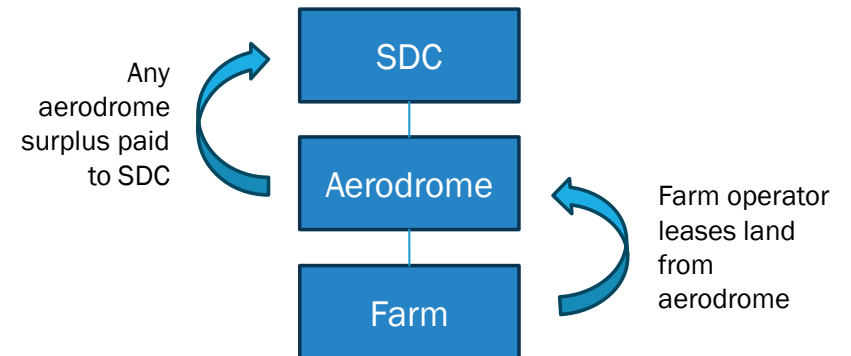 SDC
Any
aerodrome
surplus paid
to SDC
Aerodrome
Farm operator
leases land
from
aerodrome
Farm